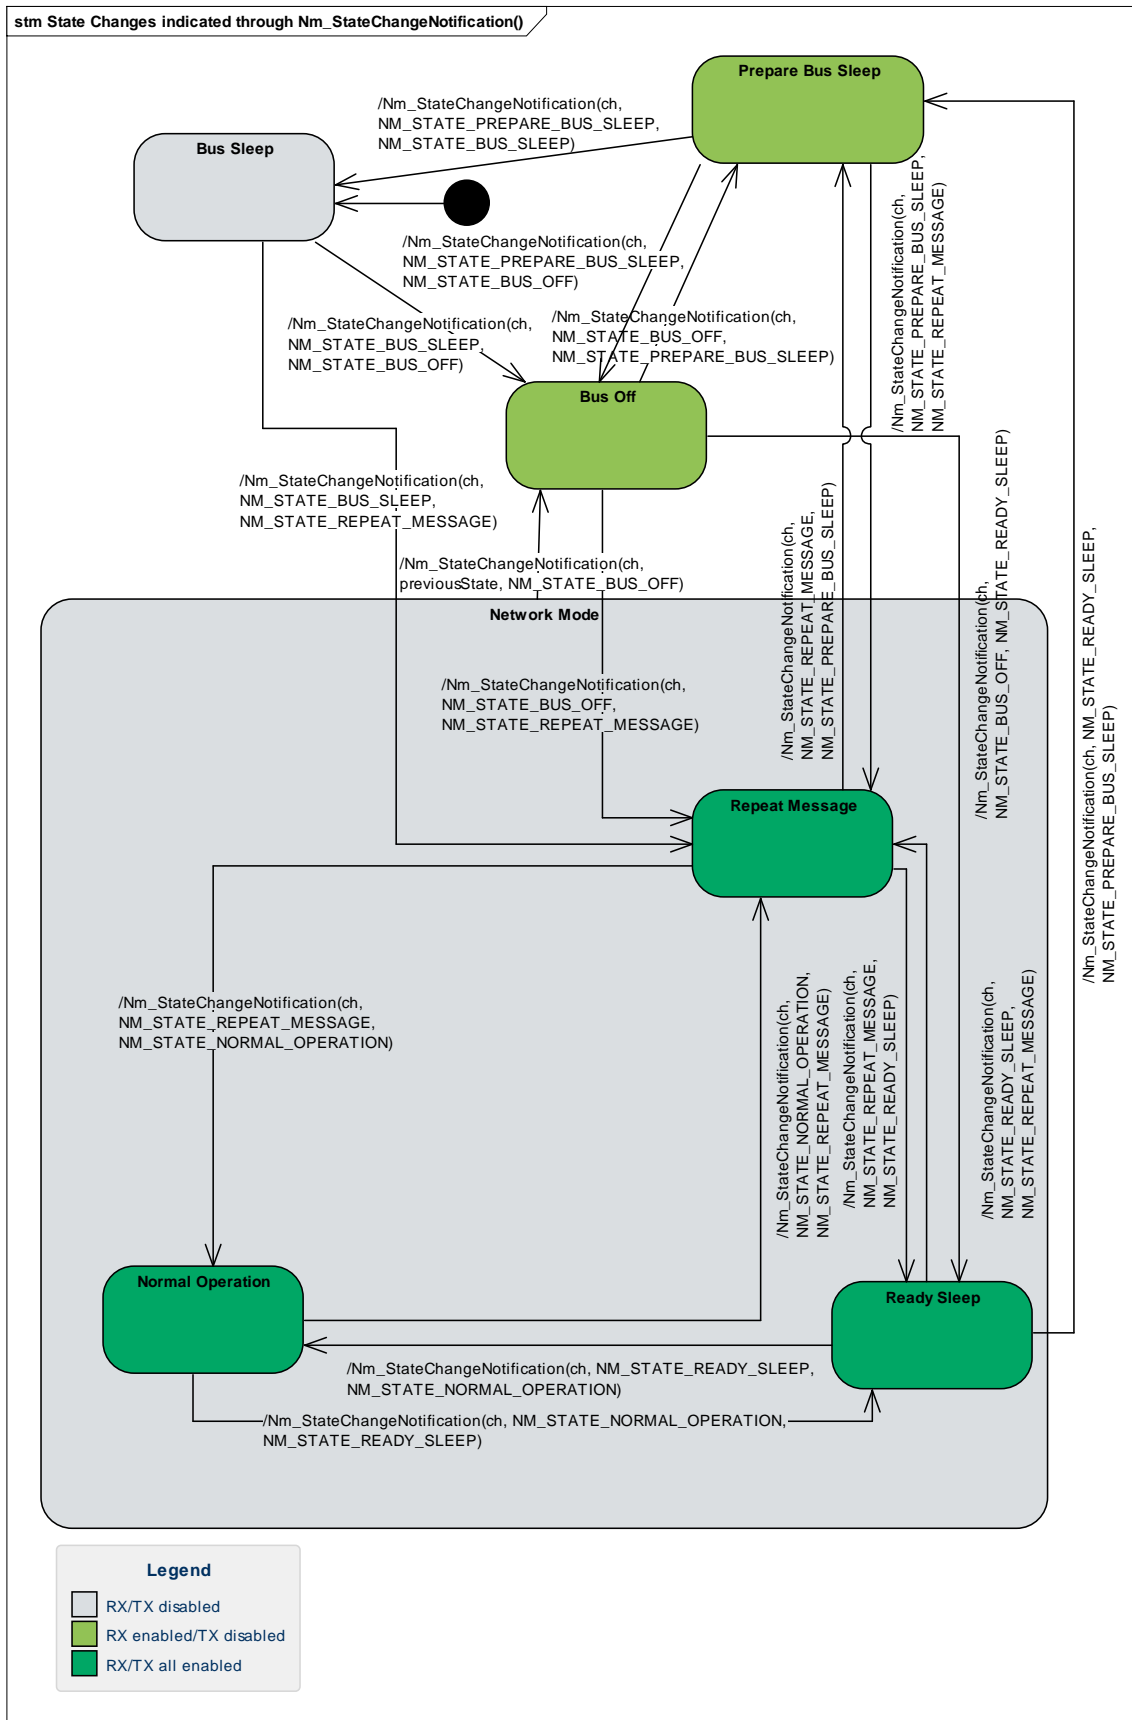 stm State Changes indicated through Nm_StateChangeNotification()
Prepare Bus Sleep
/Nm_StateChangeNotification(ch,
NM_STATE_PREPARE_BUS_SLEEP,
NM_STATE_BUS_SLEEP)
Bus Sleep
/Nm_StateChangeNotification(ch,
NM_STATE_PREPARE_BUS_SLEEP,
NM_STATE_BUS_OFF)
/Nm_StateChangeNotification(ch,
NM_STATE_PREPARE_BUS_SLEEP,
NM_STATE_REPEAT_MESSAGE)
/Nm_StateChangeNotification(ch,
NM_STATE_BUS_SLEEP,
NM_STATE_BUS_OFF)
/Nm_StateChangeNotification(ch,
NM_STATE_BUS_OFF,
NM_STATE_PREPARE_BUS_SLEEP)
Bus Off
/Nm_StateChangeNotification(ch,
NM_STATE_BUS_SLEEP,
NM_STATE_REPEAT_MESSAGE)
/Nm_StateChangeNotification(ch,
previousState, NM_STATE_BUS_OFF)
/Nm_StateChangeNotification(ch,
NM_STATE_REPEAT_MESSAGE,
NM_STATE_PREPARE_BUS_SLEEP)
/Nm_StateChangeNotification(ch,
NM_STATE_BUS_OFF, NM_STATE_READY_SLEEP)
/Nm_StateChangeNotification(ch, NM_STATE_READY_SLEEP,
NM_STATE_PREPARE_BUS_SLEEP)
Network Mode
/Nm_StateChangeNotification(ch,
NM_STATE_BUS_OFF,
NM_STATE_REPEAT_MESSAGE)
Repeat Message
/Nm_StateChangeNotification(ch,
NM_STATE_REPEAT_MESSAGE,
NM_STATE_NORMAL_OPERATION)
/Nm_StateChangeNotification(ch,
NM_STATE_NORMAL_OPERATION,
NM_STATE_REPEAT_MESSAGE)
/Nm_StateChangeNotification(ch,
NM_STATE_REPEAT_MESSAGE,
NM_STATE_READY_SLEEP)
/Nm_StateChangeNotification(ch,
NM_STATE_READY_SLEEP,
NM_STATE_REPEAT_MESSAGE)
Normal Operation
Ready Sleep
/Nm_StateChangeNotification(ch, NM_STATE_READY_SLEEP,
NM_STATE_NORMAL_OPERATION)
/Nm_StateChangeNotification(ch, NM_STATE_NORMAL_OPERATION,
NM_STATE_READY_SLEEP)
Legend
RX/TX disabled
RX enabled/TX disabled
RX/TX all enabled